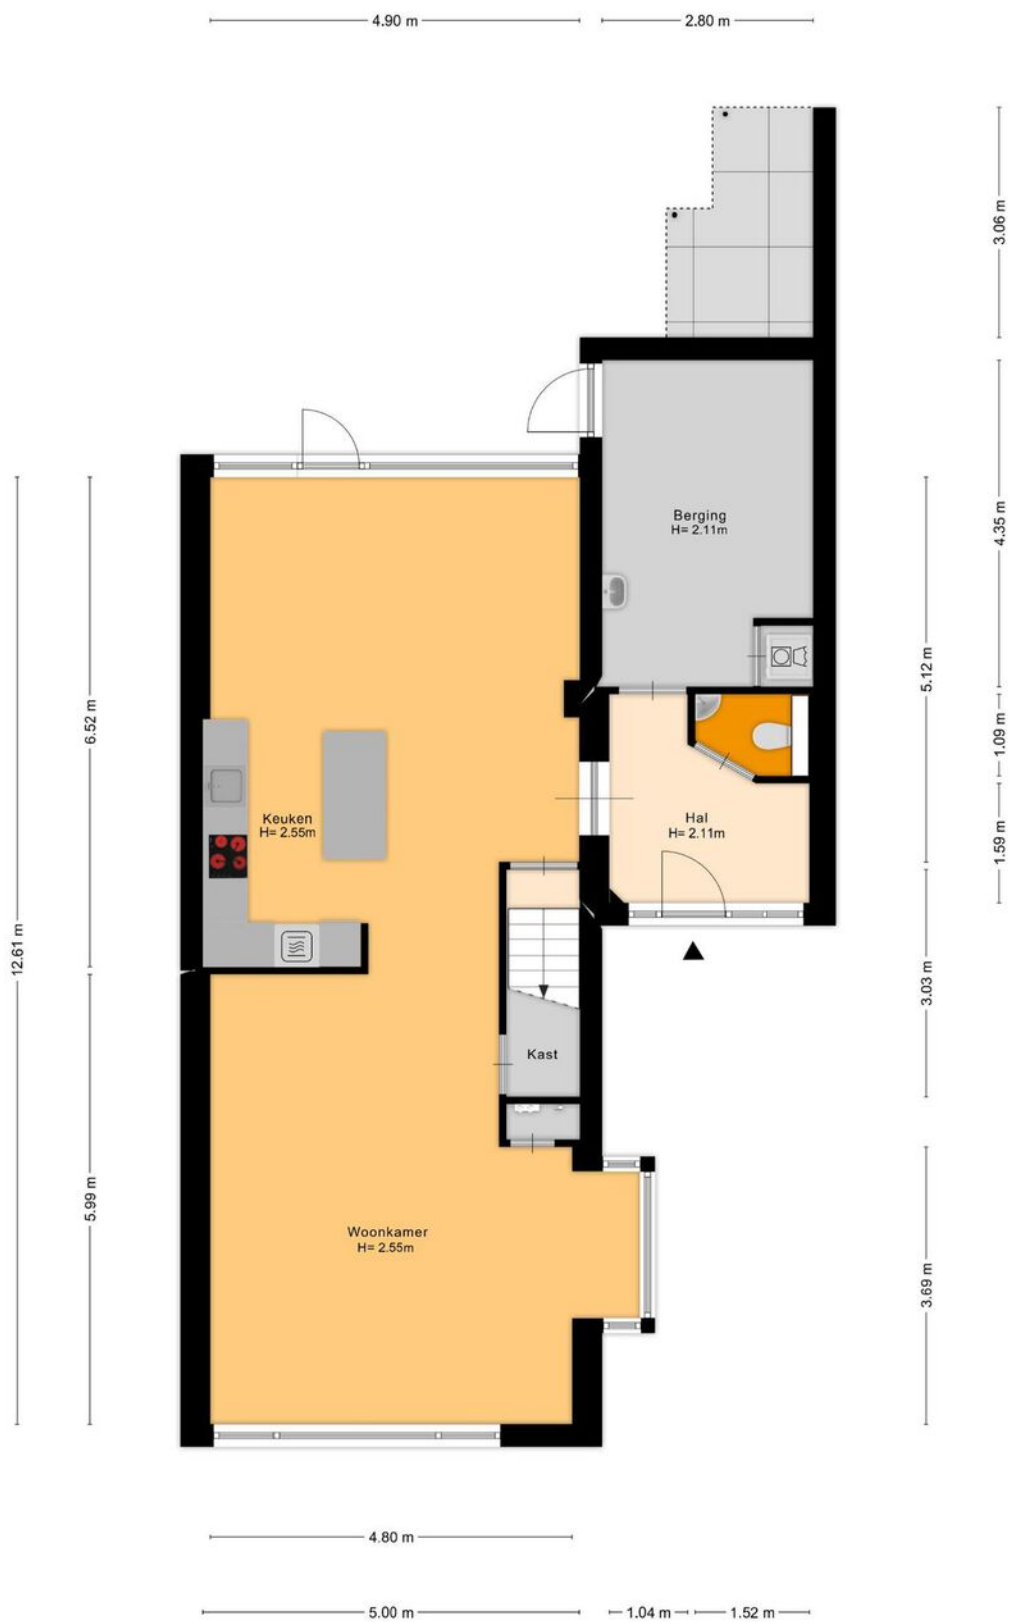 4.90 m
2.80 m
3.06 m
Berging
H= 2.11m
4.35 m
5.12 m
6.52 m
1.09 m
Keuken
H= 2.55m
Hal
H= 2.11m
1.59 m
12.61 m
3.03 m
Kast
5.99 m
Woonkamer
H= 2.55m
3.69 m
4.80 m
5.00 m
1.04 m
1.52 m